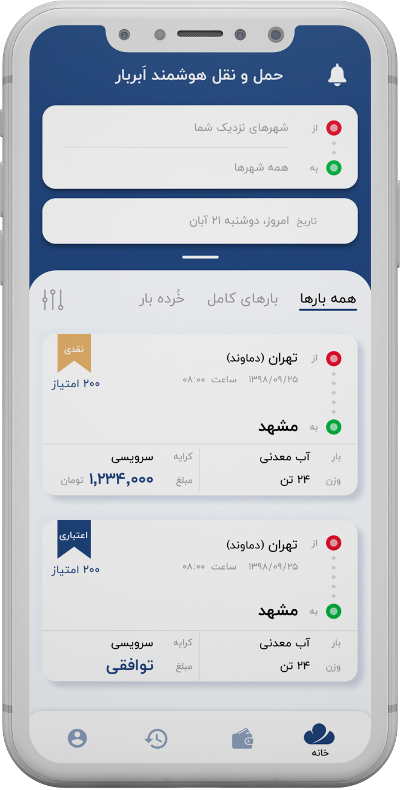 حمل و نقل هوشمند اَبربار
از شهرهای نزدیک شما
به همه شهرها
تاریخ امروز، دوشنبه ۲۱ آبان
همه بارها بارهای کامل خُرده بار
از تهران (دماوند) نقدی
۱۳۹۸/۰۹/۲۵ ساعت ۰۸:۰۰ ۲۰۰ امتیاز
به مشهد
بار آب معدنی کرایه سرویسی
وزن ۲۴ تن مبلغ ۱,۲۳۴,۰۰۰ تومان
از تهران (دماوند) اعتباری
۱۳۹۸/۰۹/۲۵ ساعت ۰۸:۰۰ ۲۰۰ امتیاز
به مشهد
بار آب معدنی کرایه سرویسی
وزن ۲۴ تن مبلغ توافقی
خانه